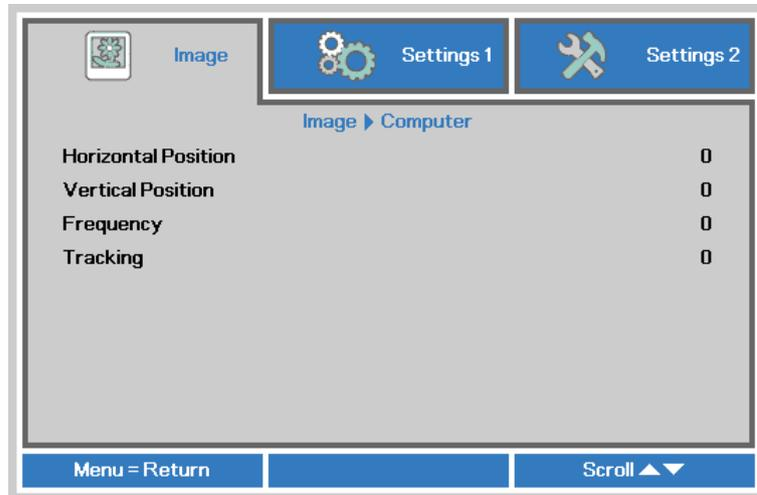 Image Settings 1 Settings 2
Image ▶ Computer
Horizontal Position 0
Vertical Position 0
Frequency 0
Tracking 0
Menu = Return Scroll ▲▼